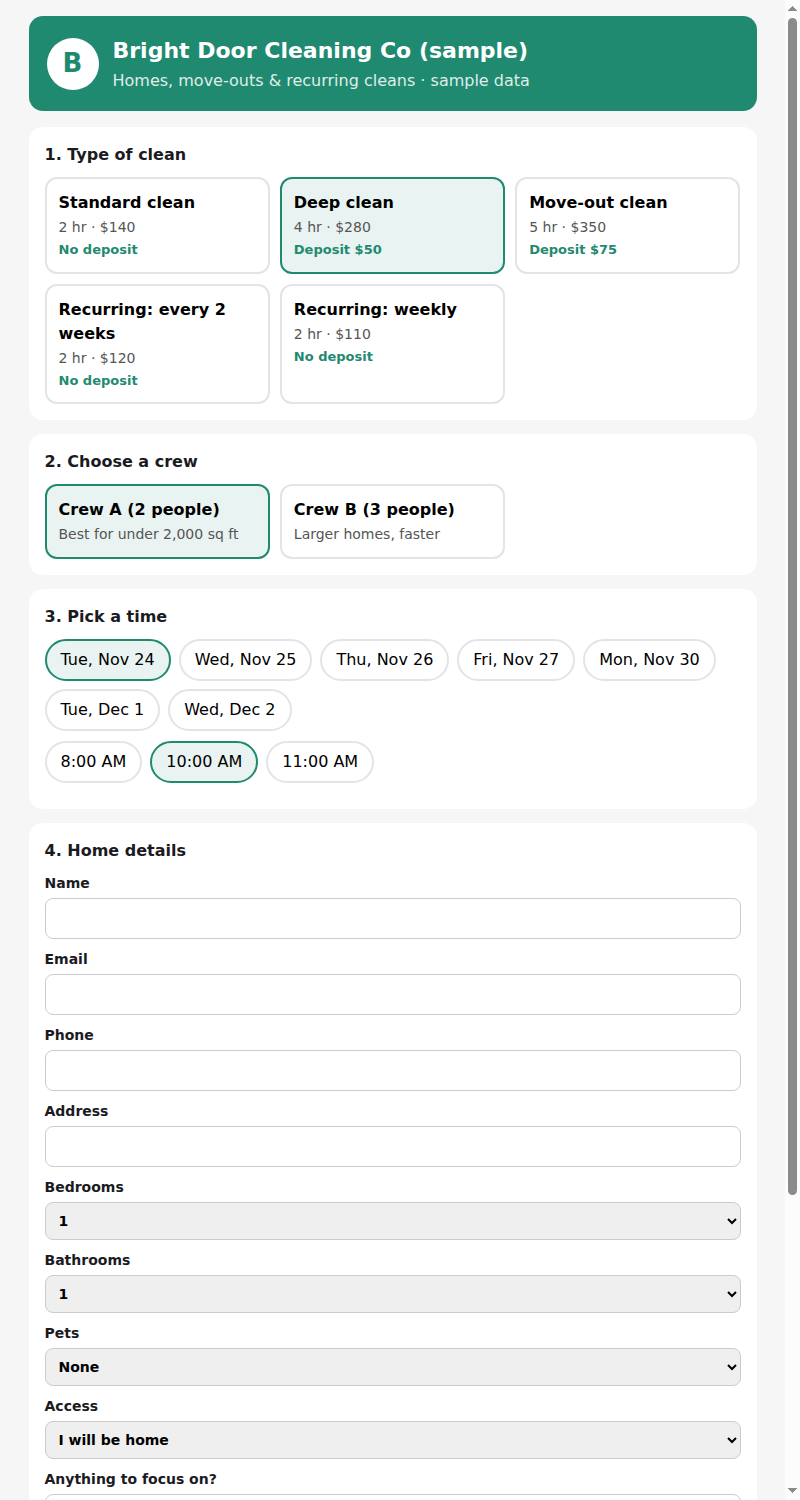 B
Bright Door Cleaning Co (sample)
Homes, move-outs & recurring cleans · sample data
1. Type of clean
Standard clean
2 hr · $140
No deposit
Deep clean
4 hr · $280
Deposit $50
Move-out clean
5 hr · $350
Deposit $75
Recurring: every 2
weeks
2 hr · $120
No deposit
Recurring: weekly
2 hr · $110
No deposit
2. Choose a crew
Crew A (2 people)
Best for under 2,000 sq ft
Crew B (3 people)
Larger homes, faster
3. Pick a time
Tue, Nov 24
Wed, Nov 25
Thu, Nov 26
Fri, Nov 27
Mon, Nov 30
Tue, Dec 1
Wed, Dec 2
8:00 AM
10:00 AM
11:00 AM
4. Home details
Name
Email
Phone
Address
Bedrooms
1
Bathrooms
1
Pets
None
Access
I will be home
Anything to focus on?